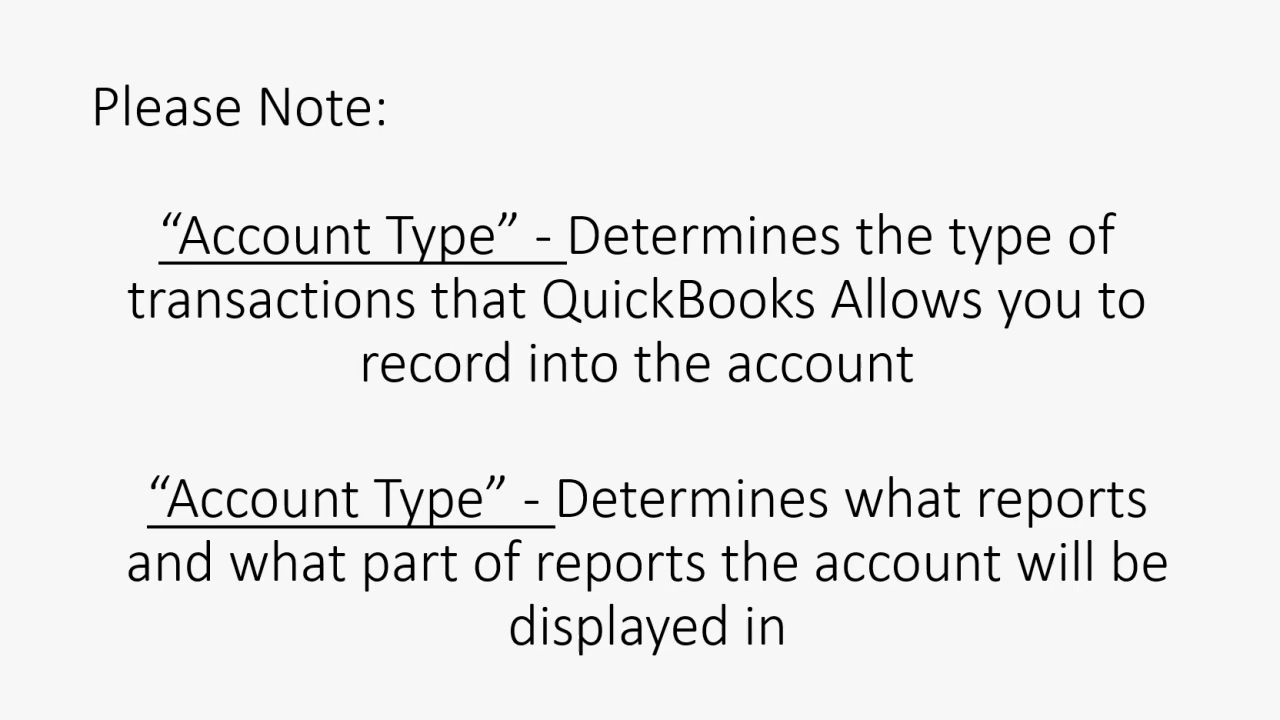 Please Note:
“Account Type” - Determines the type of
transactions that QuickBooks Allows you to
record into the account
“Account Type” - Determines what reports
and what part of reports the account will be
displayed in